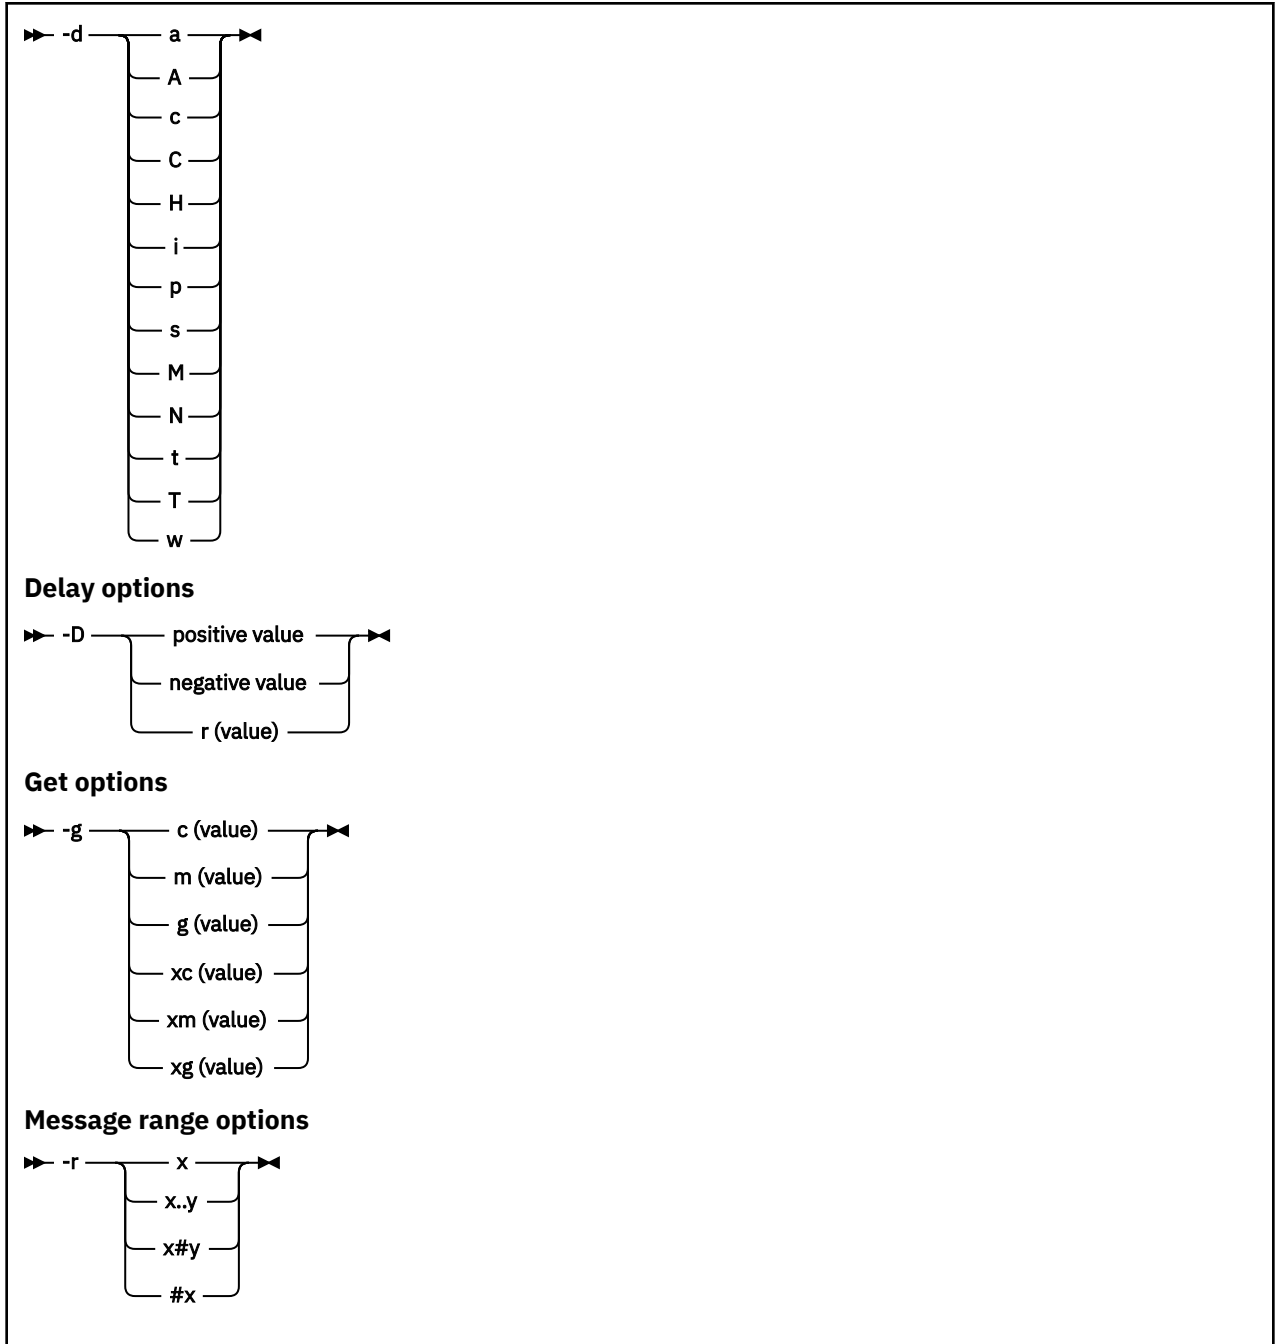 -d a
A
c
C
H
i
p
s
M
N
t
T
w
Delay options
-D positive value
negative value
r (value)
Get options
-g c (value)
m (value)
g (value)
xc (value)
xm (value)
xg (value)
Message range options
-r x
x..y
x#y
#x